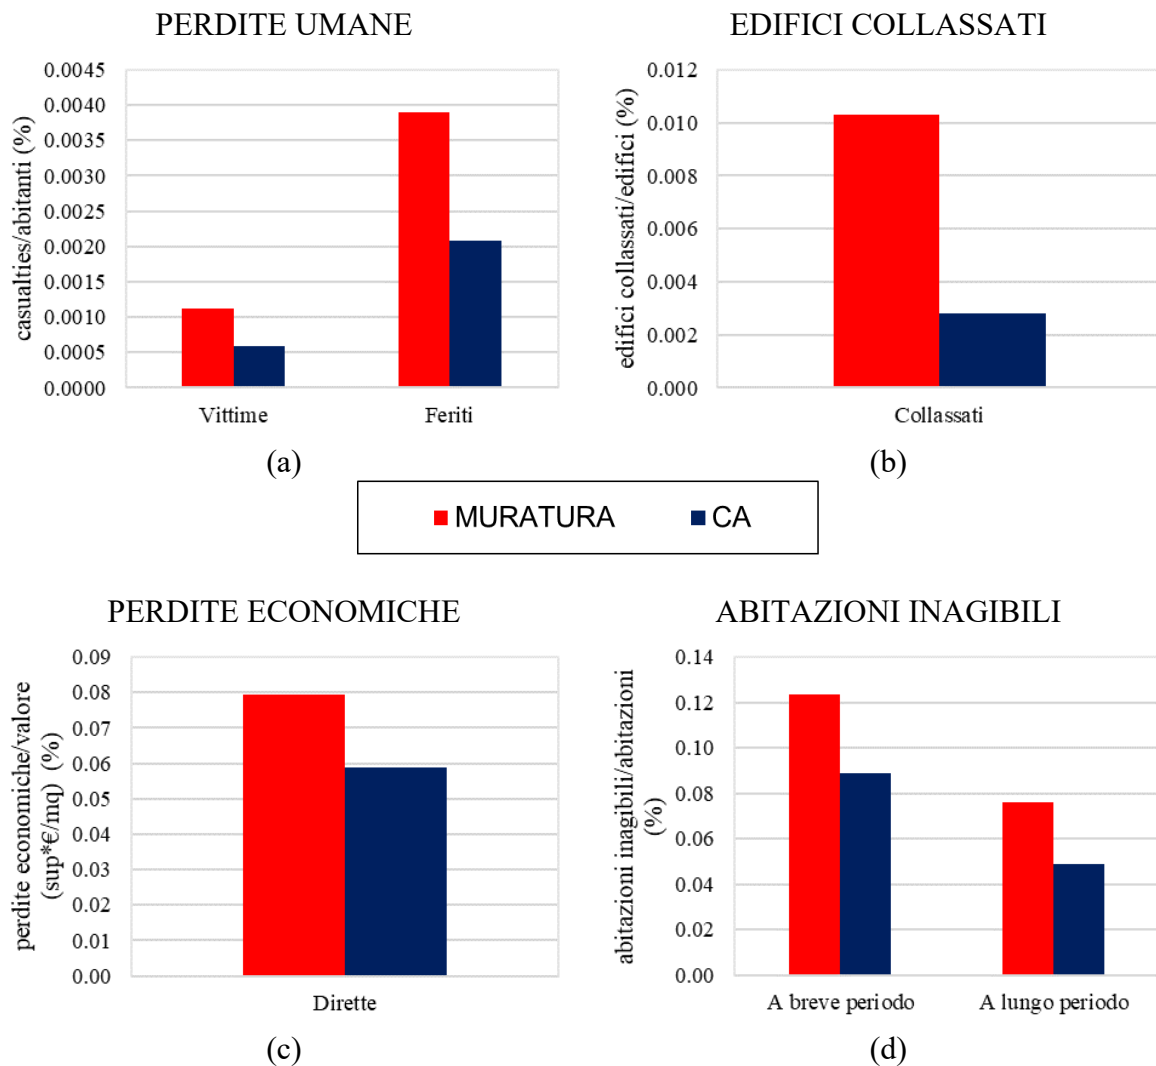 PERDITE UMANE
casualties/abitanti (%)
0.0045
0.0040
0.0035
0.0030
0.0025
0.0020
0.0015
0.0010
0.0005
0.0000
Vittime
Feriti
(a)
EDIFICI COLLASSATI
edifici collassati/edifici (%)
0.012
0.010
0.008
0.006
0.004
0.002
0.000
Collassati
(b)
MURATURA
CA
PERDITE ECONOMICHE
perdite economiche/valore
(sup*€/mq) (%)
0.09
0.08
0.07
0.06
0.05
0.04
0.03
0.02
0.01
0.00
Dirette
(c)
ABITAZIONI INAGIBILI
abitazioni inagibili/abitazioni
(%)
0.14
0.12
0.10
0.08
0.06
0.04
0.02
0.00
A breve periodo
A lungo periodo
(d)